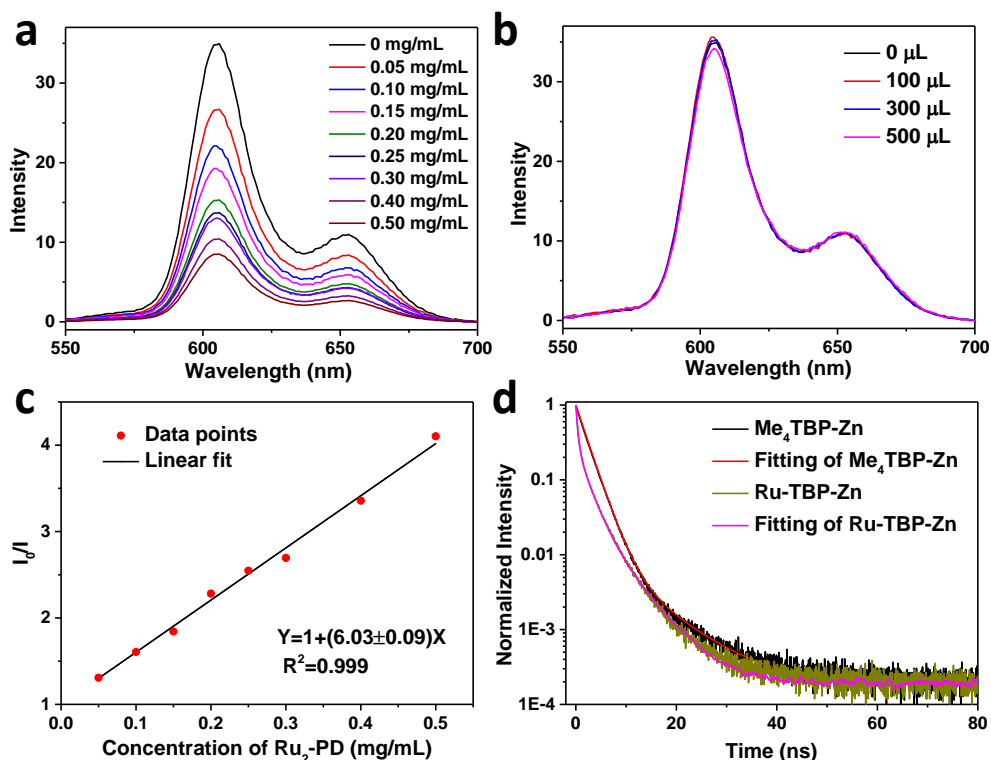 a
Intensity
30
20
10
0
0 mg/mL
0.05 mg/mL
0.10 mg/mL
0.15 mg/mL
0.20 mg/mL
0.25 mg/mL
0.30 mg/mL
0.40 mg/mL
0.50 mg/mL
550 600 650 700
Wavelength (nm)
b
Intensity
30
20
10
0
0 μL
100 μL
300 μL
500 μL
550 600 650 700
Wavelength (nm)
c
I₀/I
4
3
2
1
Data points
Linear fit
Y=1+(6.03±0.09)X
R²=0.999
0.0 0.1 0.2 0.3 0.4 0.5
Concentration of Ru₂-PD (mg/mL)
d
Normalized Intensity
1
0.1
0.01
1E-3
1E-4
Me₄TBP-Zn
Fitting of Me₄TBP-Zn
Ru-TBP-Zn
Fitting of Ru-TBP-Zn
0 20 40 60 80
Time (ns)